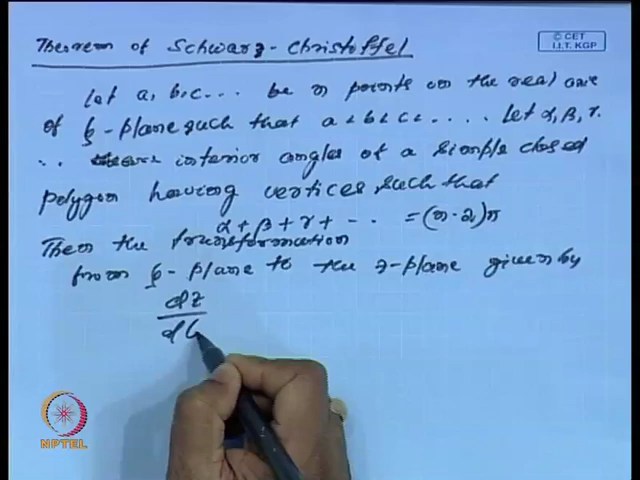 Theorem of Schwarz-Christoffel
© CET
I.I.T. KGP
Let a, b, c... be n points on the real axis
of ξ-plane such that a < b < c < .... Let α, β, γ.
.. are interior angles of a simple closed
polygon having vertices such that
α + β + γ + ... = (n-2)π
Then the transformation
from ξ-plane to the z-plane given by
dz
d
NPTEL